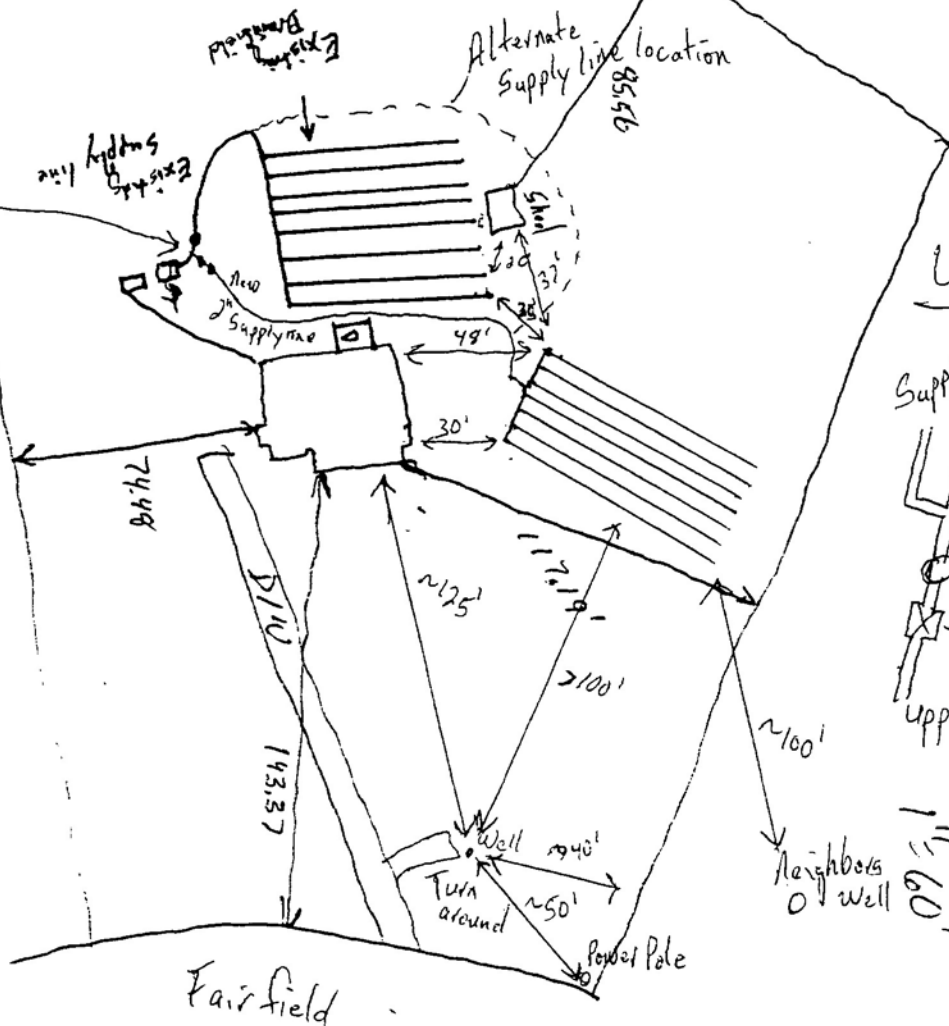 Existing
Drainfield
Alternate
Supply line location
85.56
Existing
Supply line
Shed
20'
37'
New
2" Supply line
48'
30'
74.48
D/W
~125'
117.19'
>100'
~100'
143.37
Well
~40'
Turn
around
~50'
Neighbors
Well
Power Pole
Fairfield
Supp
upp
1"=60'